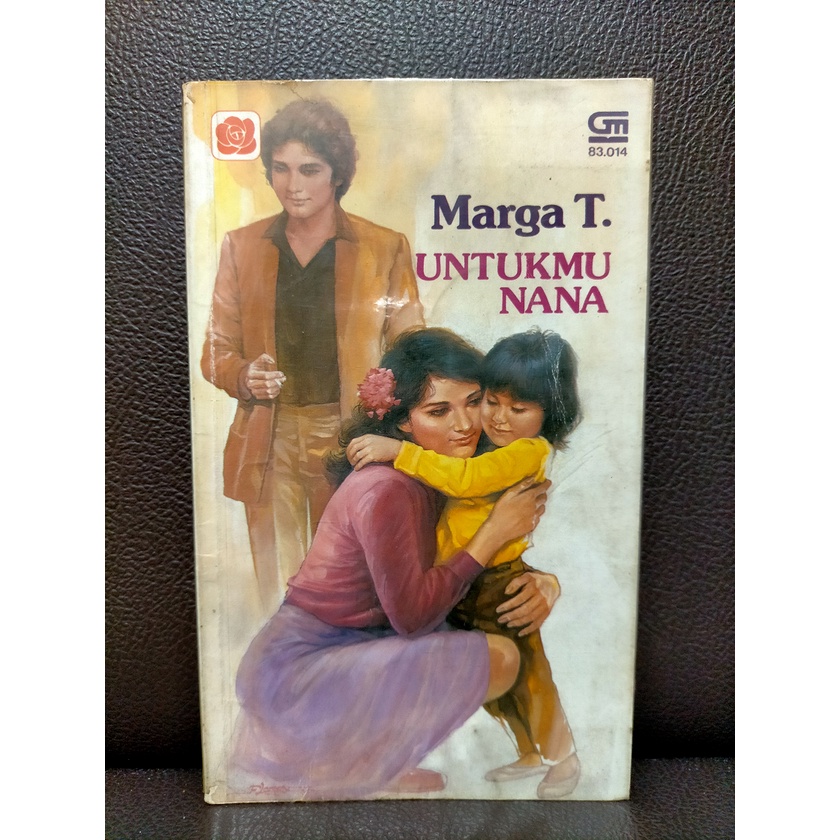 GM
83.014
Marga T.
UNTUKMU
NANA